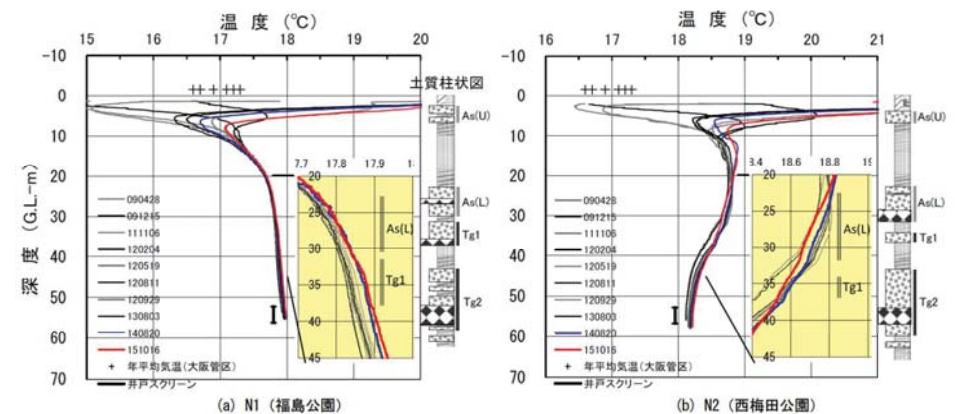 温 度 (℃)
15 16 17 18 19 20
-10
0
10
20
30
40
50
60
70
深 度 (G.L.-m)
土質柱状図
As(U)
As(L)
Tg1
Tg2
090428
091215
111106
120204
120519
120811
120929
130803
140820
151016
+ 年平均気温(大阪管区)
井戸スクリーン
7.7 17.8 17.9
20
25
30
35
40
45
As(L)
Tg1
(a) N1 (福島公園)
温 度 (℃)
16 17 18 19 20 21
-10
0
10
20
30
40
50
60
70
As(U)
As(L)
Tg1
Tg2
090428
091215
111106
120204
120519
120811
120929
130803
140820
151016
+ 年平均気温(大阪管区)
井戸スクリーン
8.4 18.6 18.8
20
25
30
35
40
45
As(L)
Tg1
(b) N2 (西梅田公園)